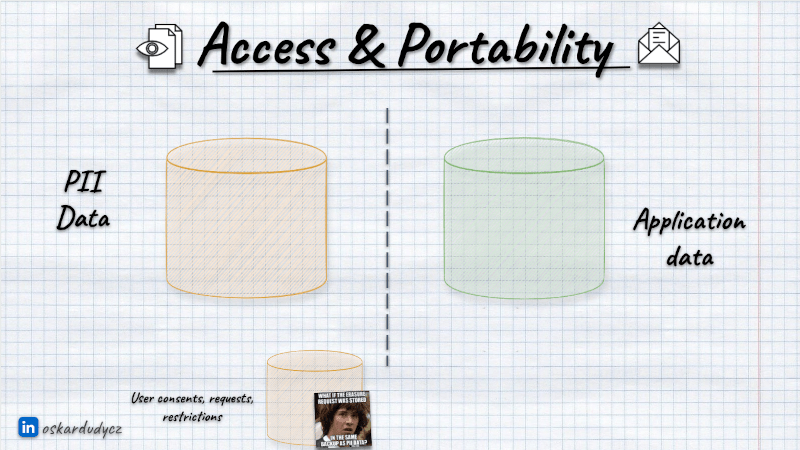 Access & Portability
PII
Data
Application
data
User consents, requests,
restrictions
WHAT IF THE ERASURE
REQUEST WAS STORED
IN THE SAME
BACKUP AS PII DATA?
in oskardudycz